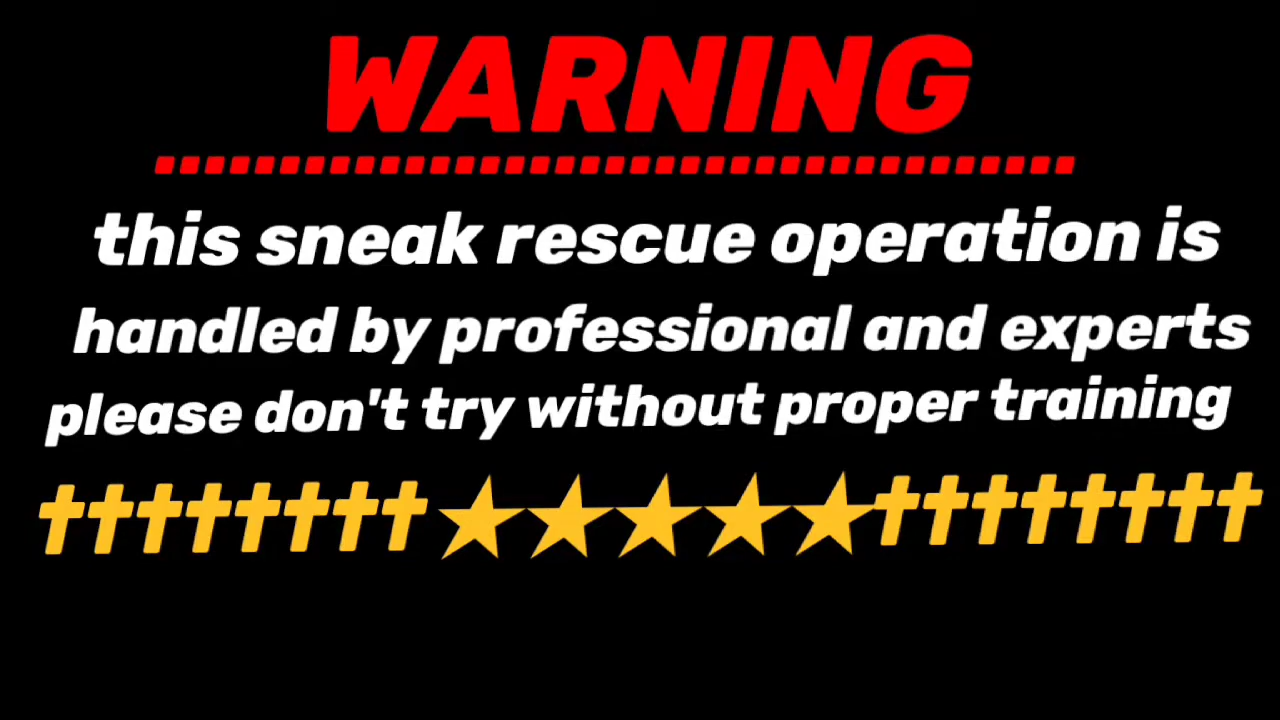 WARNING
......................................
this sneak rescue operation is
handled by professional and experts
please don't try without proper training
††††††††★★★★★††††††††